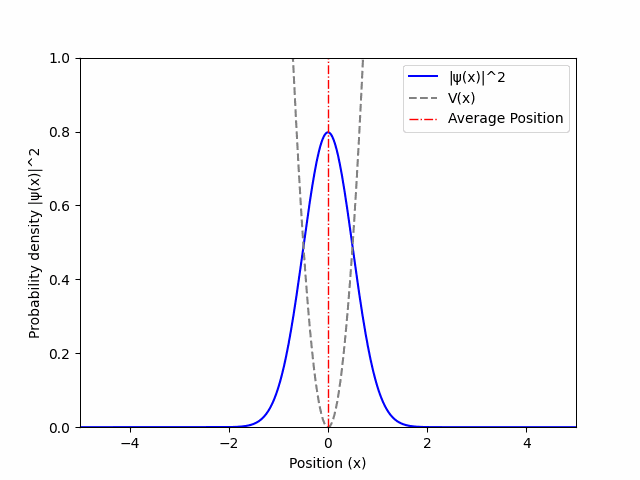 |ψ(x)|^2
V(x)
Average Position
Probability density |ψ(x)|^2
1.0
0.8
0.6
0.4
0.2
0.0
−4
−2
0
2
4
Position (x)